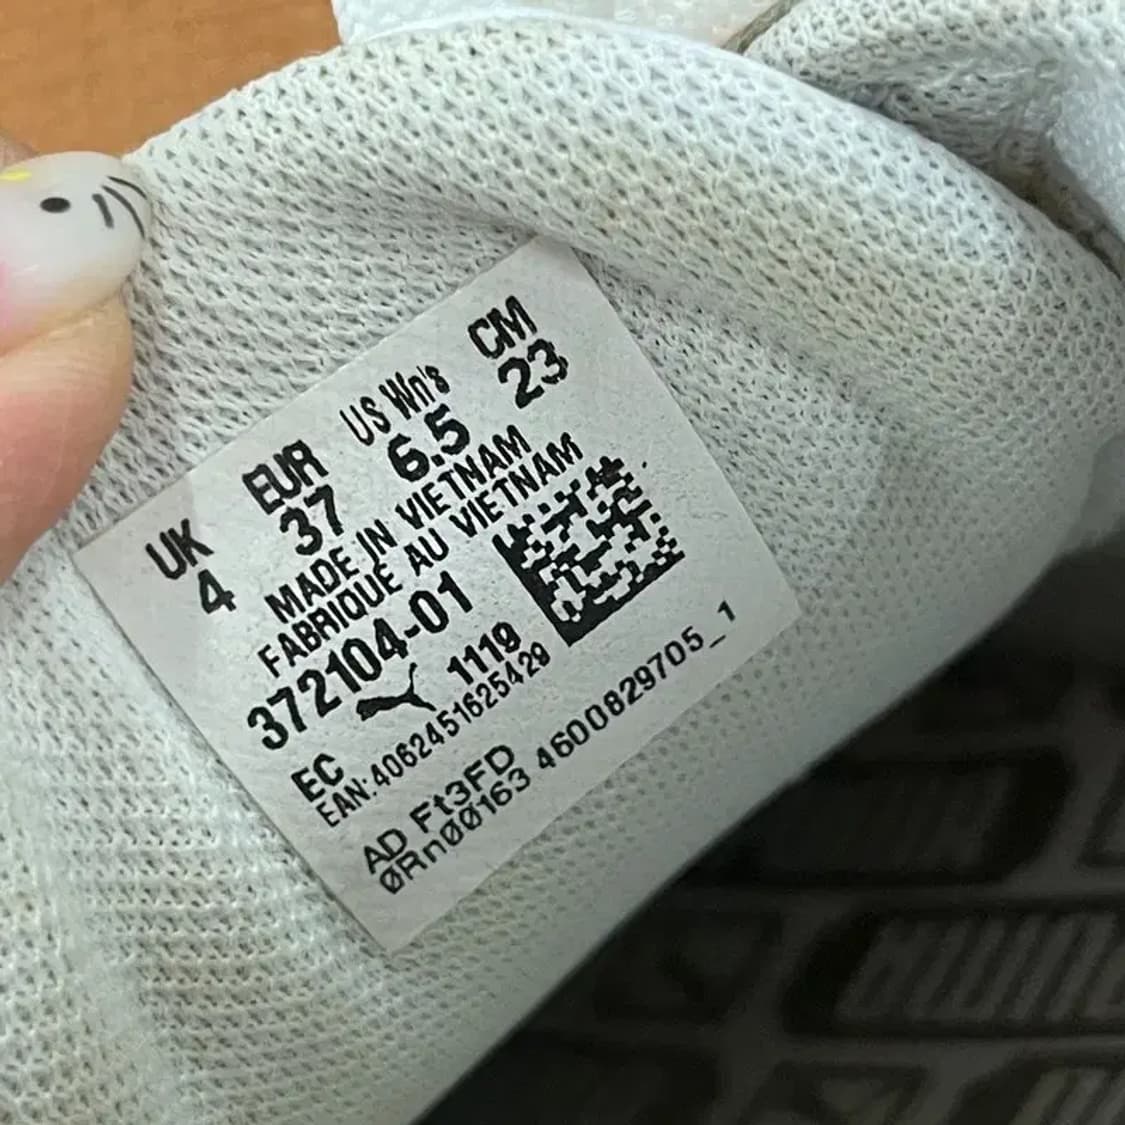 UK EUR US Wn's CM
4 37 6.5 23
MADE IN VIETNAM
FABRIQUE AU VIETNAM
372104-01
1119
EC
EAN:4062451625429
AD Ft3FD
0Rn00163 4600829705_1